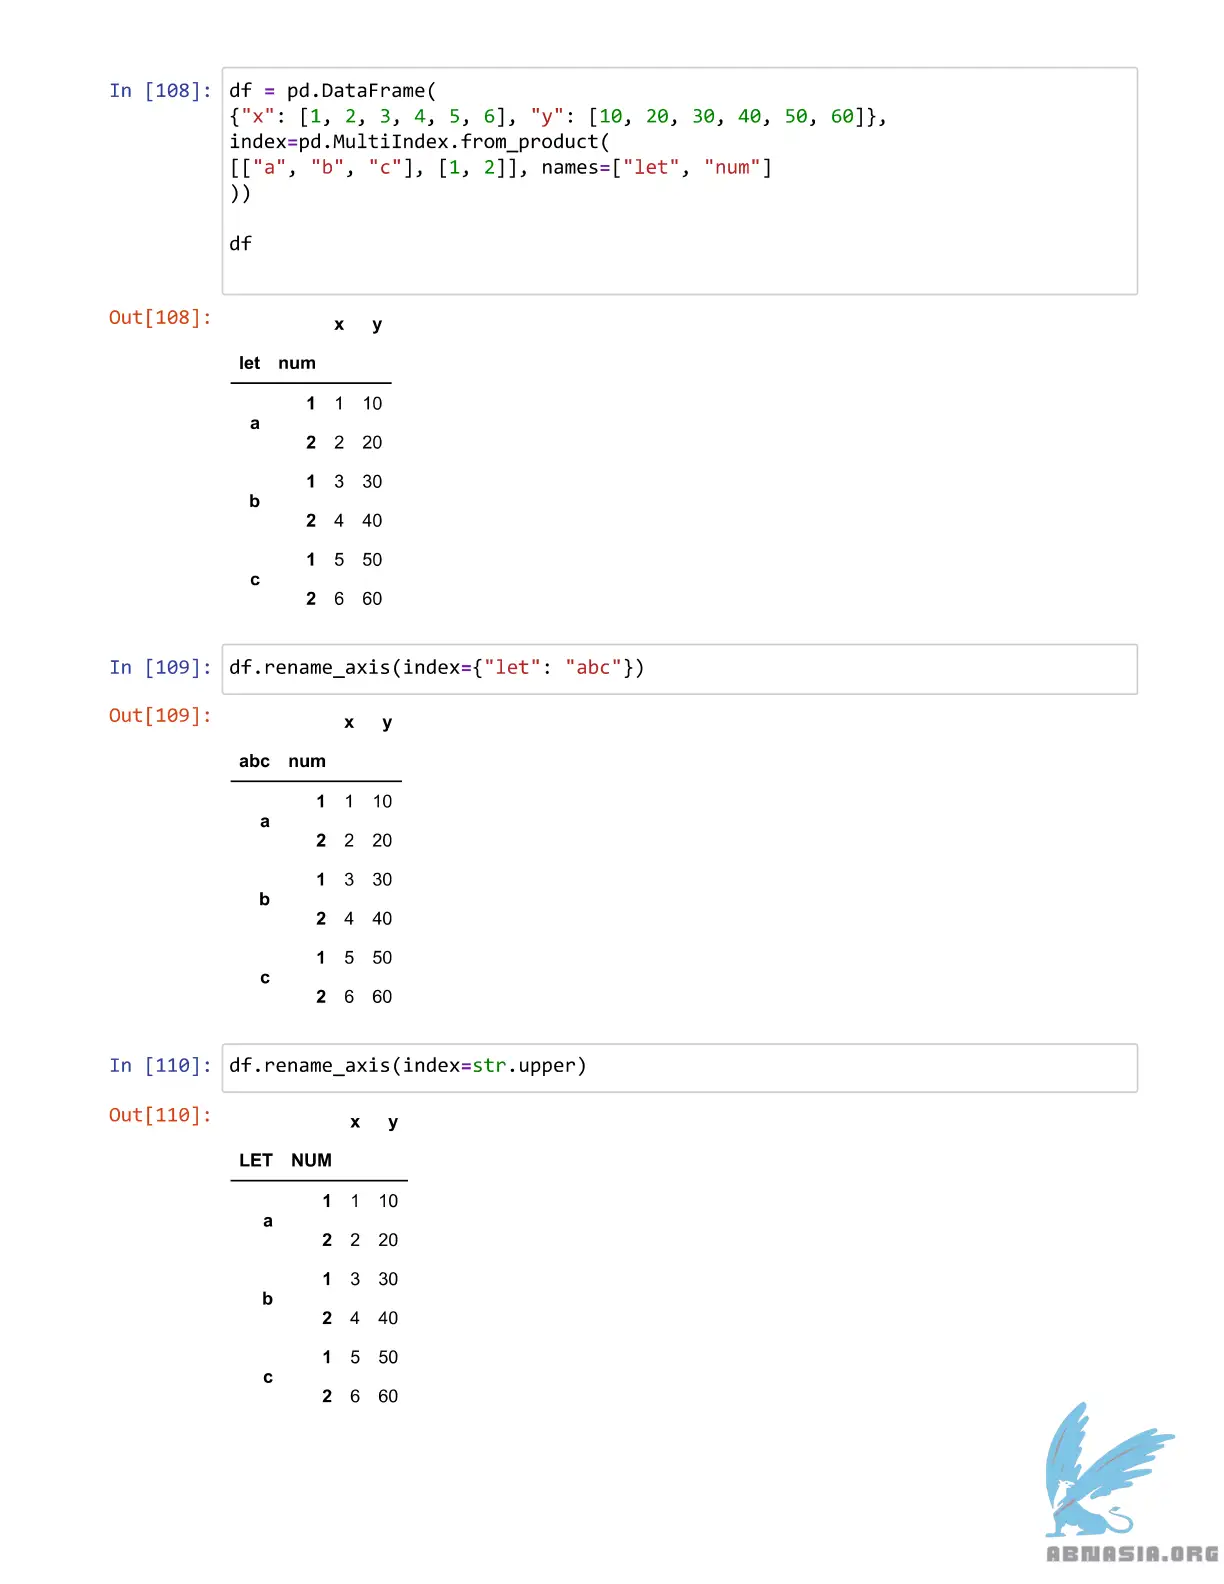 In [108]: df = pd.DataFrame(
{"x": [1, 2, 3, 4, 5, 6], "y": [10, 20, 30, 40, 50, 60]},
index=pd.MultiIndex.from_product(
[["a", "b", "c"], [1, 2]], names=["let", "num"]
))
df
Out[108]:
x y
let num
1 1 10
a
2 2 20
1 3 30
b
2 4 40
1 5 50
c
2 6 60
In [109]: df.rename_axis(index={"let": "abc"})
Out[109]:
x y
abc num
1 1 10
a
2 2 20
1 3 30
b
2 4 40
1 5 50
c
2 6 60
In [110]: df.rename_axis(index=str.upper)
Out[110]:
x y
LET NUM
1 1 10
a
2 2 20
1 3 30
b
2 4 40
1 5 50
c
2 6 60
ABNASIA.ORG